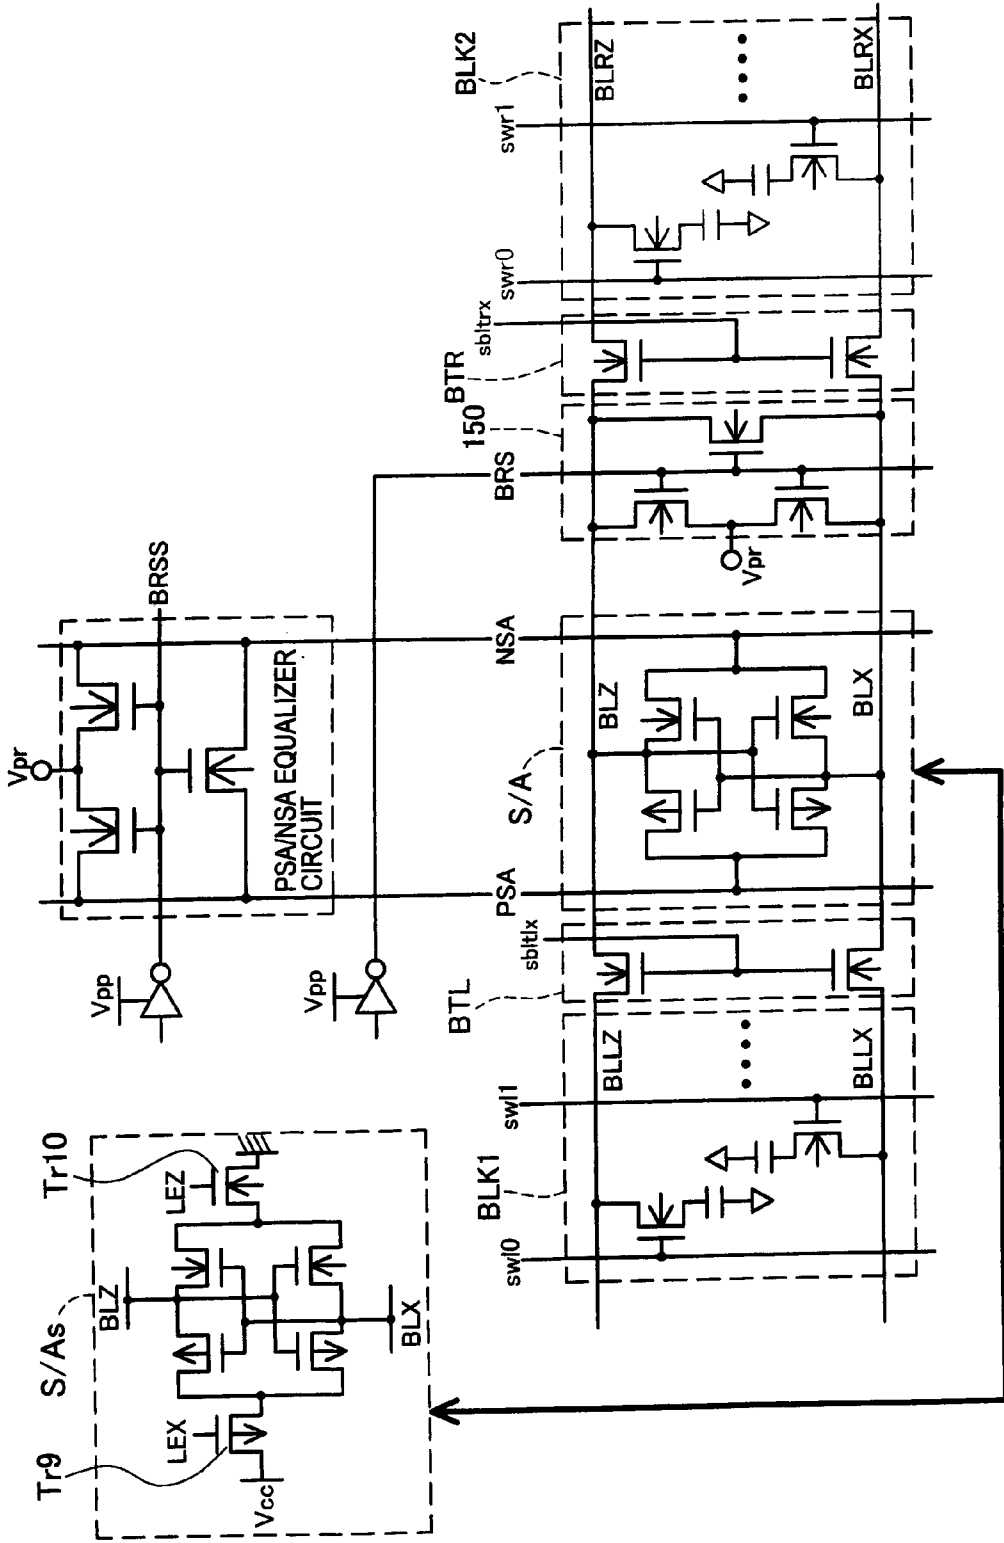 S/As
Tr9
Tr10
LEX
LEZ
BLZ
BLX
Vcc
Vpp
Vpp
Vpr
BRSS
PSA/NSA EQUALIZER
CIRCUIT
BLK1
swl0
swl1
BLLZ
BLLX
BTL
sbltlx
PSA
S/A
BLZ
BLX
NSA
Vpr
BRS
150
BTR
sbltrx
swr0
swr1
BLK2
BLRZ
BLRX